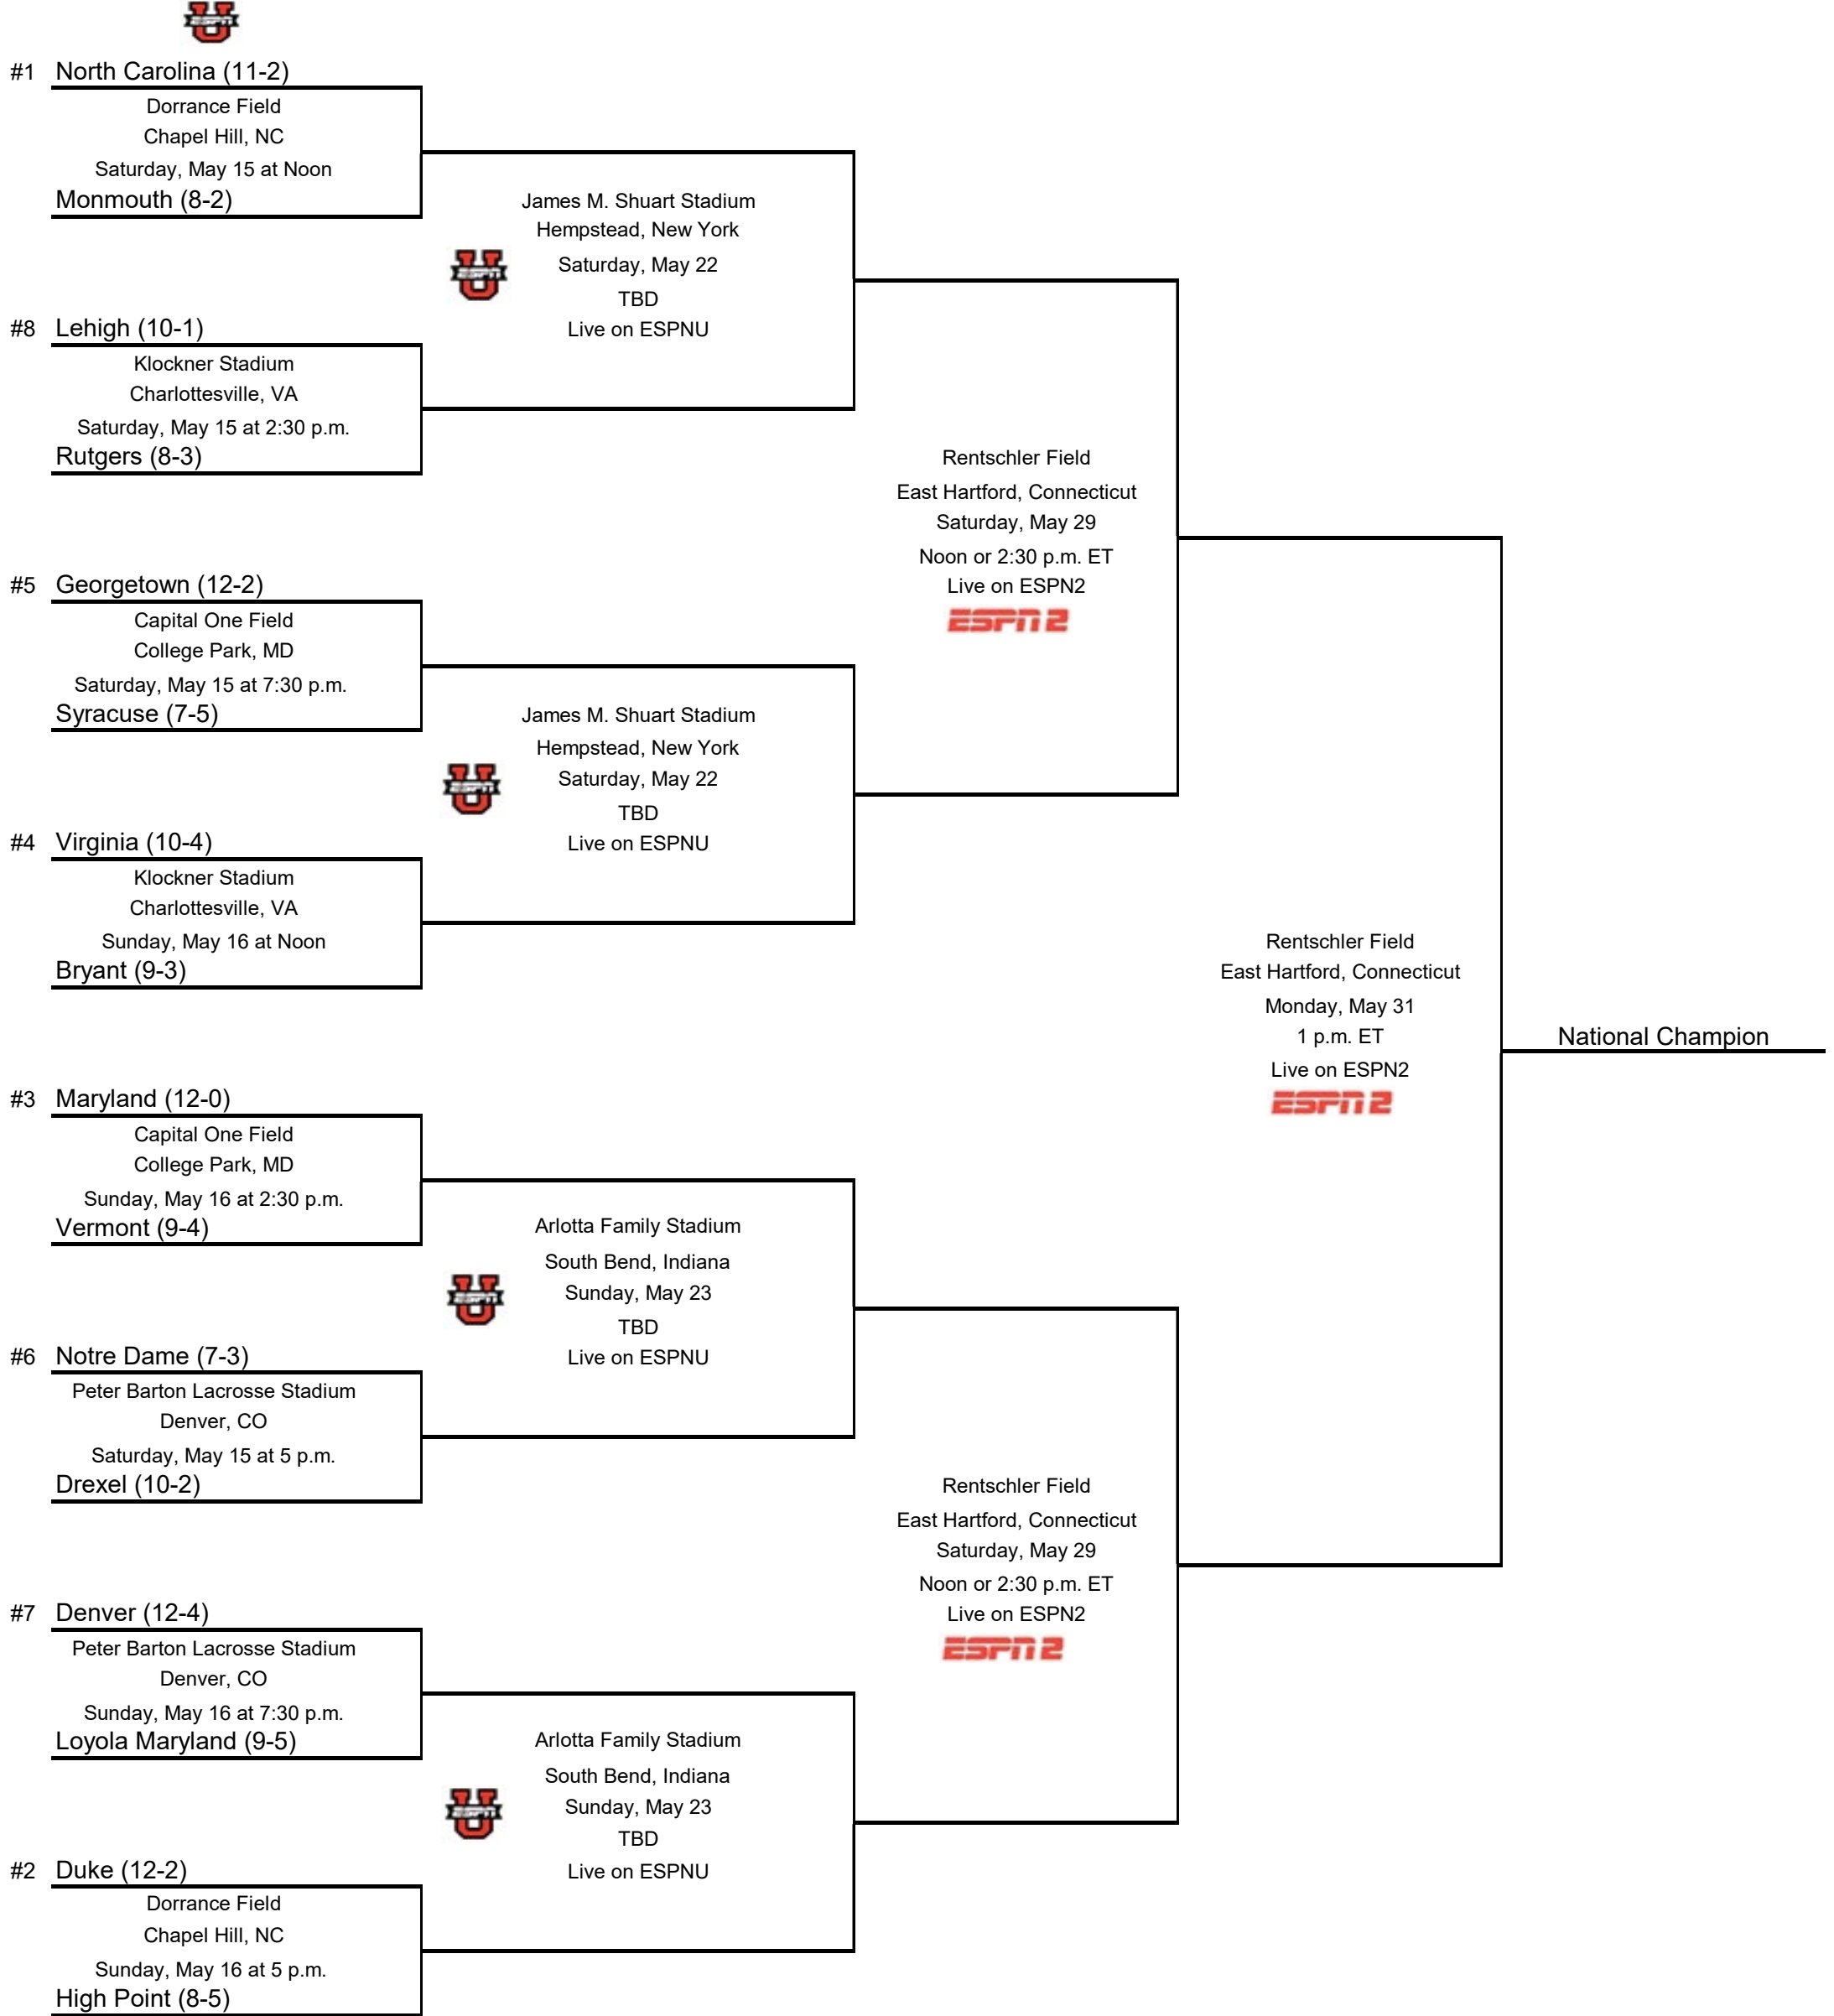 ESPN U
#1 North Carolina (11-2)
Dorrance Field
Chapel Hill, NC
Saturday, May 15 at Noon
Monmouth (8-2)
#8 Lehigh (10-1)
Klockner Stadium
Charlottesville, VA
Saturday, May 15 at 2:30 p.m.
Rutgers (8-3)
#5 Georgetown (12-2)
Capital One Field
College Park, MD
Saturday, May 15 at 7:30 p.m.
Syracuse (7-5)
#4 Virginia (10-4)
Klockner Stadium
Charlottesville, VA
Sunday, May 16 at Noon
Bryant (9-3)
#3 Maryland (12-0)
Capital One Field
College Park, MD
Sunday, May 16 at 2:30 p.m.
Vermont (9-4)
#6 Notre Dame (7-3)
Peter Barton Lacrosse Stadium
Denver, CO
Saturday, May 15 at 5 p.m.
Drexel (10-2)
#7 Denver (12-4)
Peter Barton Lacrosse Stadium
Denver, CO
Sunday, May 16 at 7:30 p.m.
Loyola Maryland (9-5)
#2 Duke (12-2)
Dorrance Field
Chapel Hill, NC
Sunday, May 16 at 5 p.m.
High Point (8-5)
James M. Shuart Stadium
Hempstead, New York
Saturday, May 22
TBD
Live on ESPNU
ESPN U
James M. Shuart Stadium
Hempstead, New York
Saturday, May 22
TBD
Live on ESPNU
ESPN U
Arlotta Family Stadium
South Bend, Indiana
Sunday, May 23
TBD
Live on ESPNU
ESPN U
Arlotta Family Stadium
South Bend, Indiana
Sunday, May 23
TBD
Live on ESPNU
ESPN U
Rentschler Field
East Hartford, Connecticut
Saturday, May 29
Noon or 2:30 p.m. ET
Live on ESPN2
ESPN 2
Rentschler Field
East Hartford, Connecticut
Saturday, May 29
Noon or 2:30 p.m. ET
Live on ESPN2
ESPN 2
Rentschler Field
East Hartford, Connecticut
Monday, May 31
1 p.m. ET
Live on ESPN2
ESPN 2
National Champion